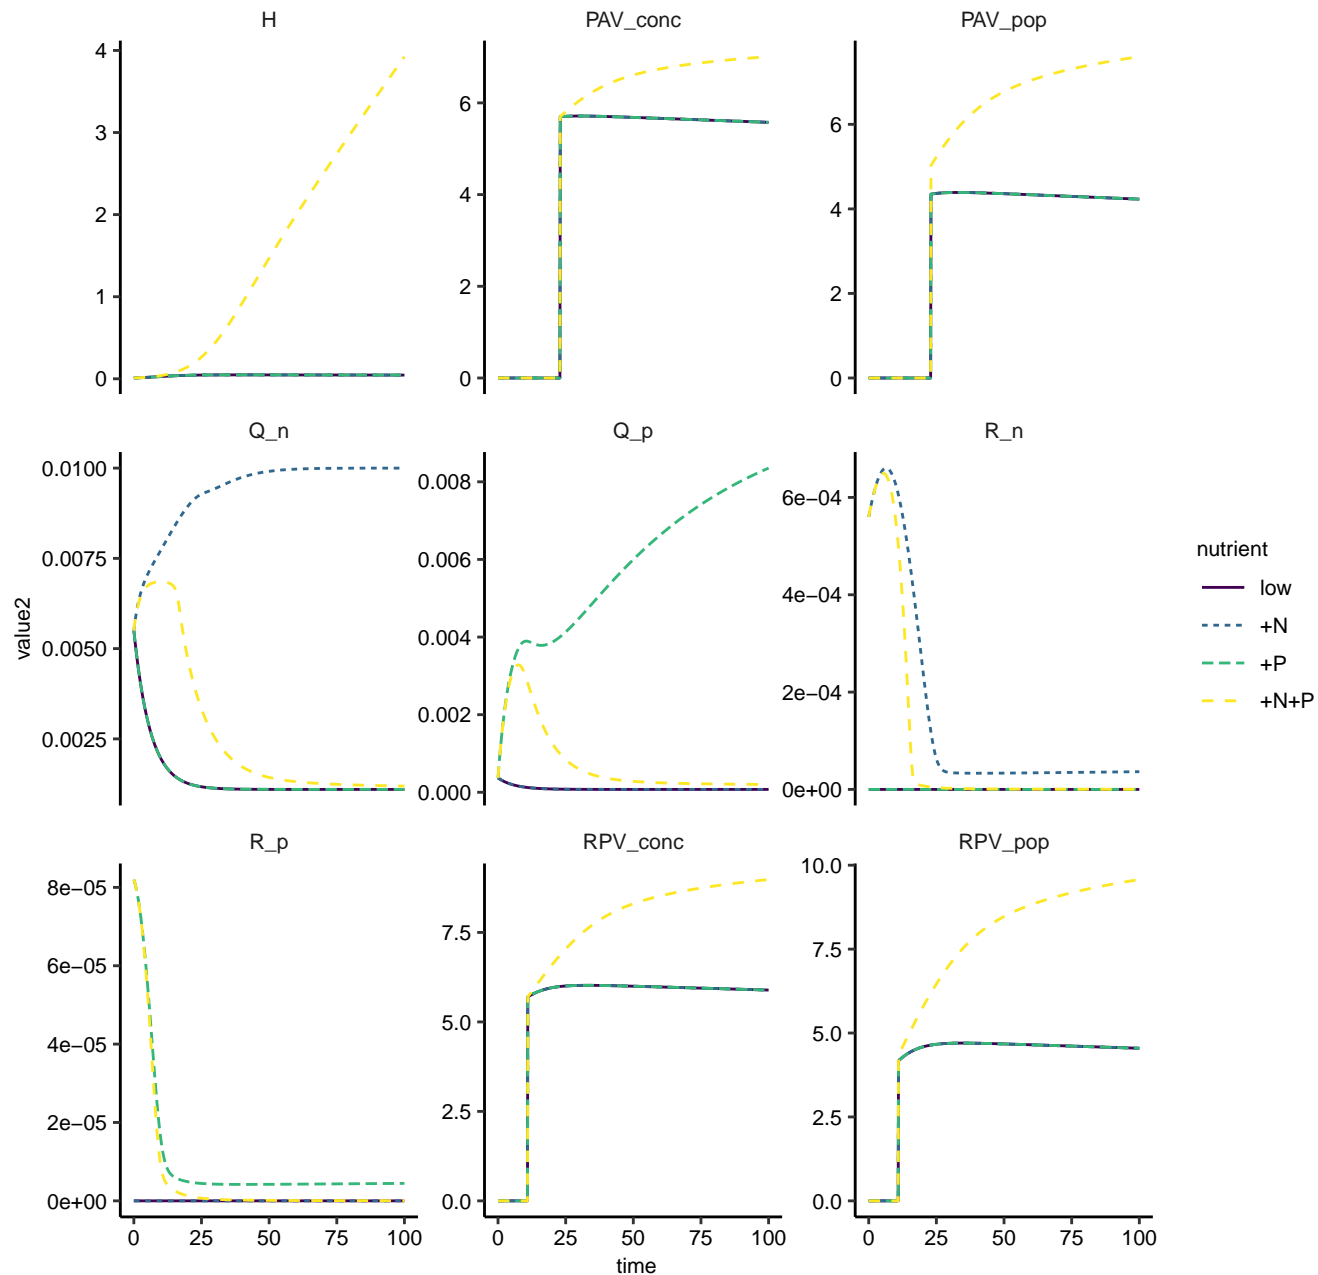 H
PAV_conc
PAV_pop
4
3
2
1
0
6
4
2
0
6
4
2
0
Q_n
Q_p
R_n
0.0100
0.0075
0.0050
0.0025
0.008
0.006
0.004
0.002
0.000
6e−04
4e−04
2e−04
0e+00
R_p
RPV_conc
RPV_pop
8e−05
6e−05
4e−05
2e−05
0e+00
7.5
5.0
2.5
0.0
10.0
7.5
5.0
2.5
0.0
0 25 50 75 100
0 25 50 75 100
0 25 50 75 100
time
value2
nutrient
low
+N
+P
+N+P